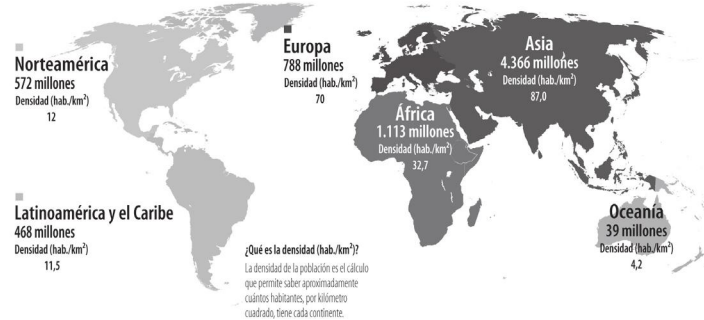 Norteamérica
572 millones
Densidad (hab./km²)
12
Europa
788 millones
Densidad (hab./km²)
70
Asia
4.366 millones
Densidad (hab./km²)
87,0
África
1.113 millones
Densidad (hab./km²)
32,7
Latinoamérica y el Caribe
468 millones
Densidad (hab./km²)
11,5
Oceanía
39 millones
Densidad (hab./km²)
4,2
¿Qué es la densidad (hab./km²)?
La densidad de la población es el cálculo
que permite saber aproximadamente
cuántos habitantes, por kilómetro
cuadrado, tiene cada continente.